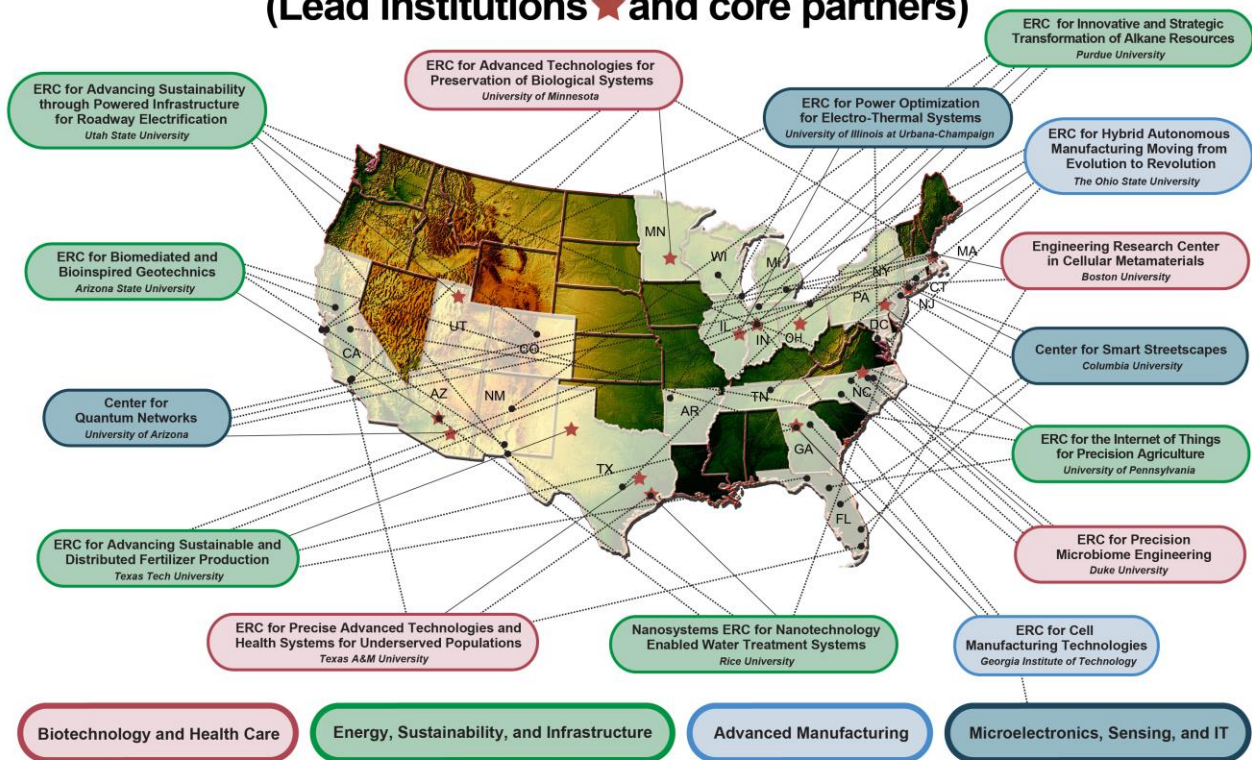 (Lead institutions and core partners)
ERC for Innovative and Strategic
Transformation of Alkane Resources
Purdue University
ERC for Advanced Technologies for
Preservation of Biological Systems
University of Minnesota
ERC for Advancing Sustainability
through Powered Infrastructure
for Roadway Electrification
Utah State University
ERC for Power Optimization
for Electro-Thermal Systems
University of Illinois at Urbana-Champaign
ERC for Hybrid Autonomous
Manufacturing Moving from
Evolution to Revolution
The Ohio State University
ERC for Biomediated and
Bioinspired Geotechnics
Arizona State University
Engineering Research Center
in Cellular Metamaterials
Boston University
MN
WI
MI
NY
MA
CT
NJ
PA
DC
IL
IN
OH
UT
CO
CA
AZ
NM
TX
AR
TN
NC
GA
FL
Center for Smart Streetscapes
Columbia University
Center for
Quantum Networks
University of Arizona
ERC for the Internet of Things
for Precision Agriculture
University of Pennsylvania
ERC for Advancing Sustainable and
Distributed Fertilizer Production
Texas Tech University
ERC for Precision
Microbiome Engineering
Duke University
ERC for Precise Advanced Technologies and
Health Systems for Underserved Populations
Texas A&M University
Nanosystems ERC for Nanotechnology
Enabled Water Treatment Systems
Rice University
ERC for Cell
Manufacturing Technologies
Georgia Institute of Technology
Biotechnology and Health Care
Energy, Sustainability, and Infrastructure
Advanced Manufacturing
Microelectronics, Sensing, and IT